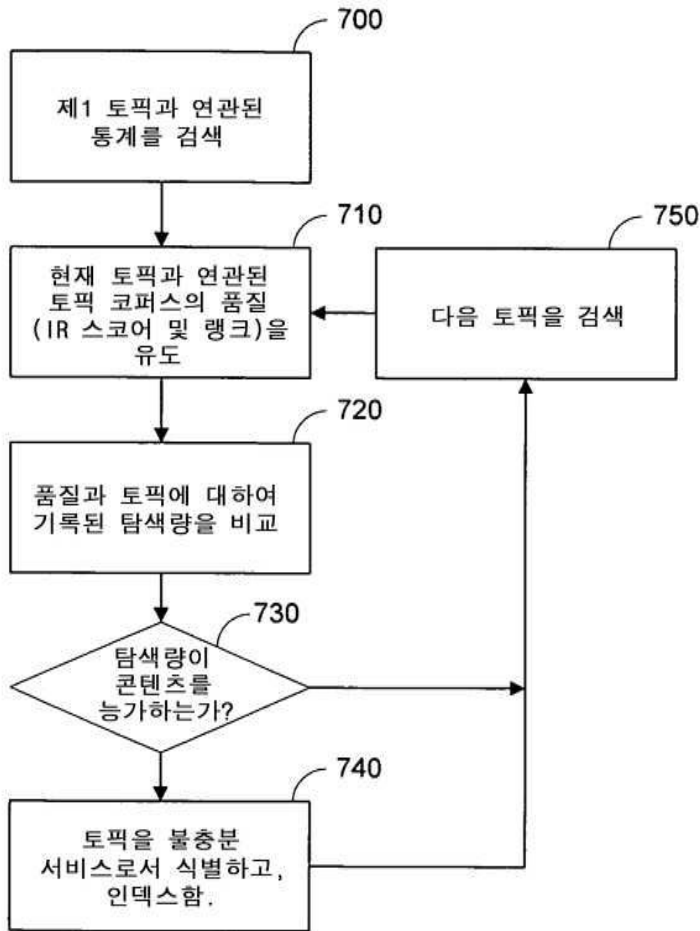 700
제1 토픽과 연관된
통계를 검색
710
현재 토픽과 연관된
토픽 코퍼스의 품질
(IR 스코어 및 랭크)을
유도
750
다음 토픽을 검색
720
품질과 토픽에 대하여
기록된 탐색량을 비교
730
탐색량이
콘텐츠를
능가하는가?
740
토픽을 불충분
서비스로서 식별하고,
인덱스함.